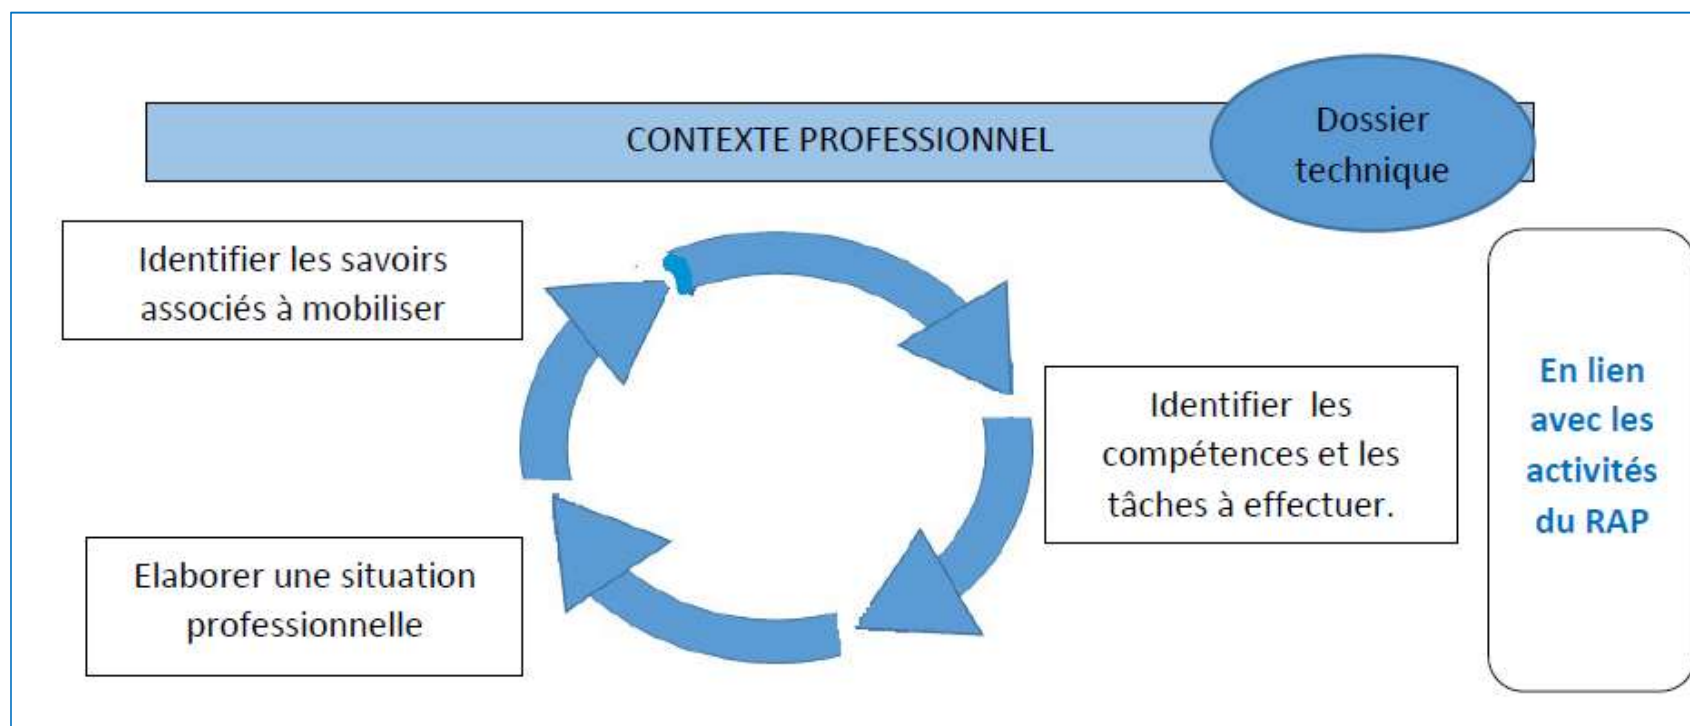 CONTEXTE PROFESSIONNEL
Dossier
technique
Identifier les savoirs
associés à mobiliser
Identifier les
compétences et les
tâches à effectuer.
Elaborer une situation
professionnelle
En lien
avec les
activités
du RAP